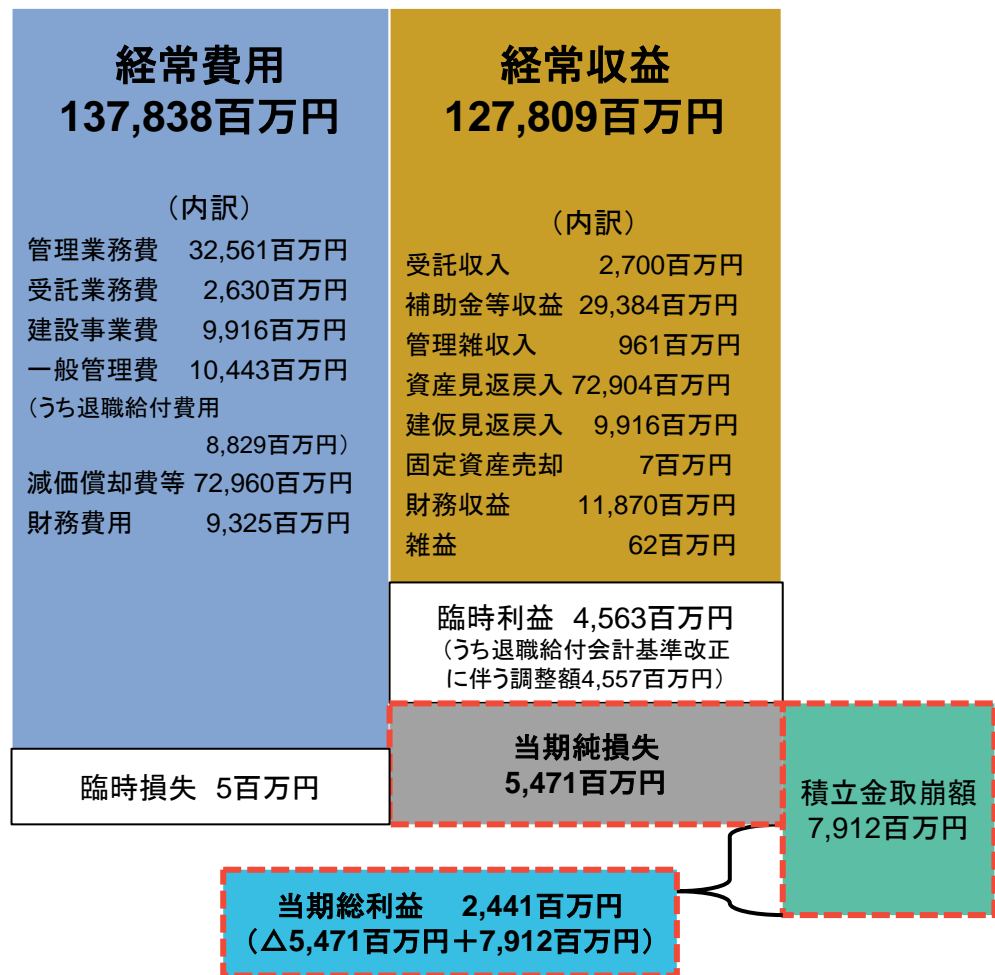 経常費用
137,838百万円
（内訳）
管理業務費 32,561百万円
受託業務費 2,630百万円
建設事業費 9,916百万円
一般管理費 10,443百万円
（うち退職給付費用
8,829百万円）
減価償却費等 72,960百万円
財務費用 9,325百万円
臨時損失 5百万円
経常収益
127,809百万円
（内訳）
受託収入 2,700百万円
補助金等収益 29,384百万円
管理雑収入 961百万円
資産見返戻入 72,904百万円
建仮見返戻入 9,916百万円
固定資産売却 7百万円
財務収益 11,870百万円
雑益 62百万円
臨時利益 4,563百万円
（うち退職給付会計基準改正
に伴う調整額4,557百万円）
当期純損失
5,471百万円
積立金取崩額
7,912百万円
当期総利益 2,441百万円
（△5,471百万円＋7,912百万円）